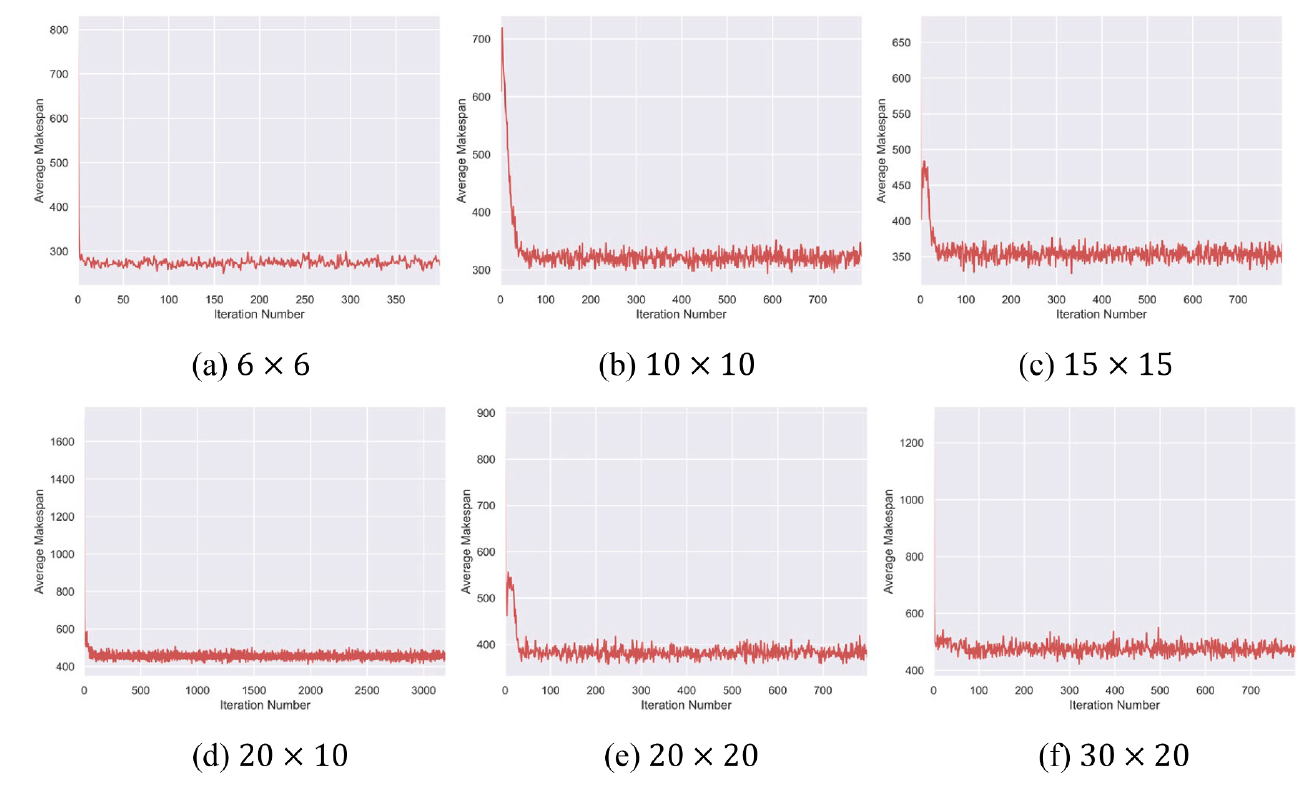 800
700
600
500
400
300
Average Makespan
0 50 100 150 200 250 300 350
Iteration Number
(a) 6 × 6
700
600
500
400
300
Average Makespan
0 100 200 300 400 500 600 700
Iteration Number
(b) 10 × 10
650
600
550
500
450
400
350
Average Makespan
0 100 200 300 400 500 600 700
Iteration Number
(c) 15 × 15
1600
1400
1200
1000
800
600
400
Average Makespan
0 500 1000 1500 2000 2500 3000
Iteration Number
(d) 20 × 10
900
800
700
600
500
400
Average Makespan
0 100 200 300 400 500 600 700
Iteration Number
(e) 20 × 20
1200
1000
800
600
400
Average Makespan
0 100 200 300 400 500 600 700
Iteration Number
(f) 30 × 20